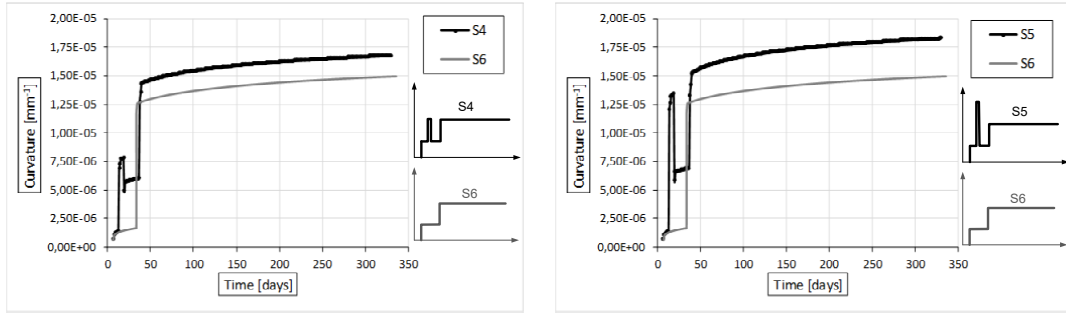 2,00E-05
1,75E-05
1,50E-05
1,25E-05
1,00E-05
7,50E-06
5,00E-06
2,50E-06
0,00E+00
Curvature [mm⁻¹]
0 50 100 150 200 250 300 350
Time [days]
S4
S6
S4
S6
2,00E-05
1,75E-05
1,50E-05
1,25E-05
1,00E-05
7,50E-06
5,00E-06
2,50E-06
0,00E+00
Curvature [mm⁻¹]
0 50 100 150 200 250 300 350
Time [days]
S5
S6
S5
S6